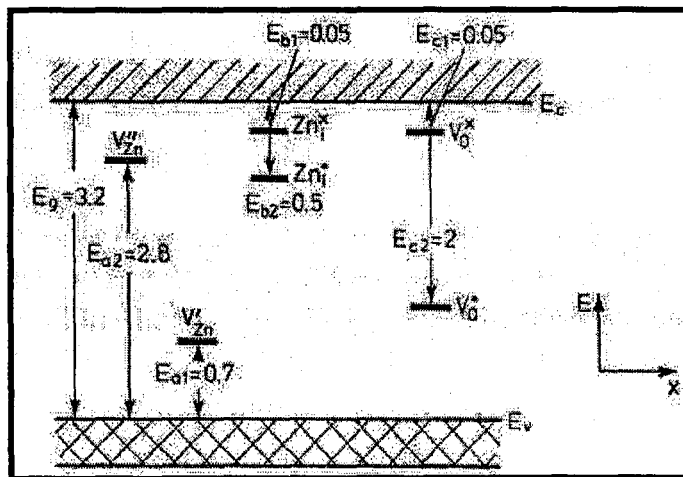 E_b1=0.05 E_c1=0.05
E_c
Zn_i^x V_o^x
V''_Zn
Zn_i^•
E_g=3.2 E_b2=0.5
E_c2=2
E_a2=2.8
V_o^•
E
V'_Zn
E_a1=0.7
x
E_v